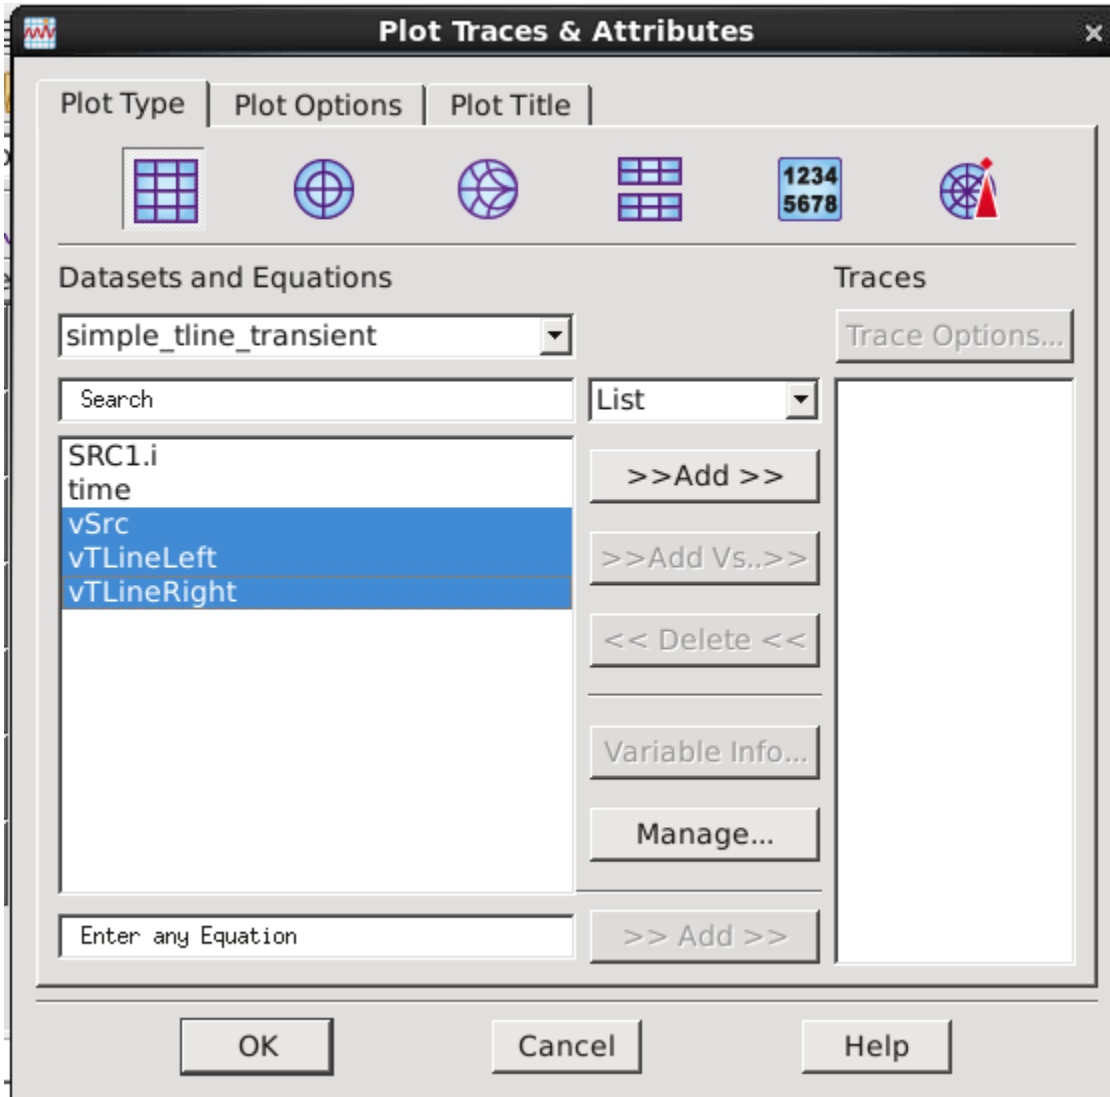 Plot Traces & Attributes
Plot Type
Plot Options
Plot Title
1234
5678
Datasets and Equations
Traces
simple_tline_transient
Trace Options...
Search
List
SRC1.i
time
vSrc
vTLineLeft
vTLineRight
>>Add >>
>>Add Vs..>>
<< Delete <<
Variable Info...
Manage...
Enter any Equation
>> Add >>
OK
Cancel
Help